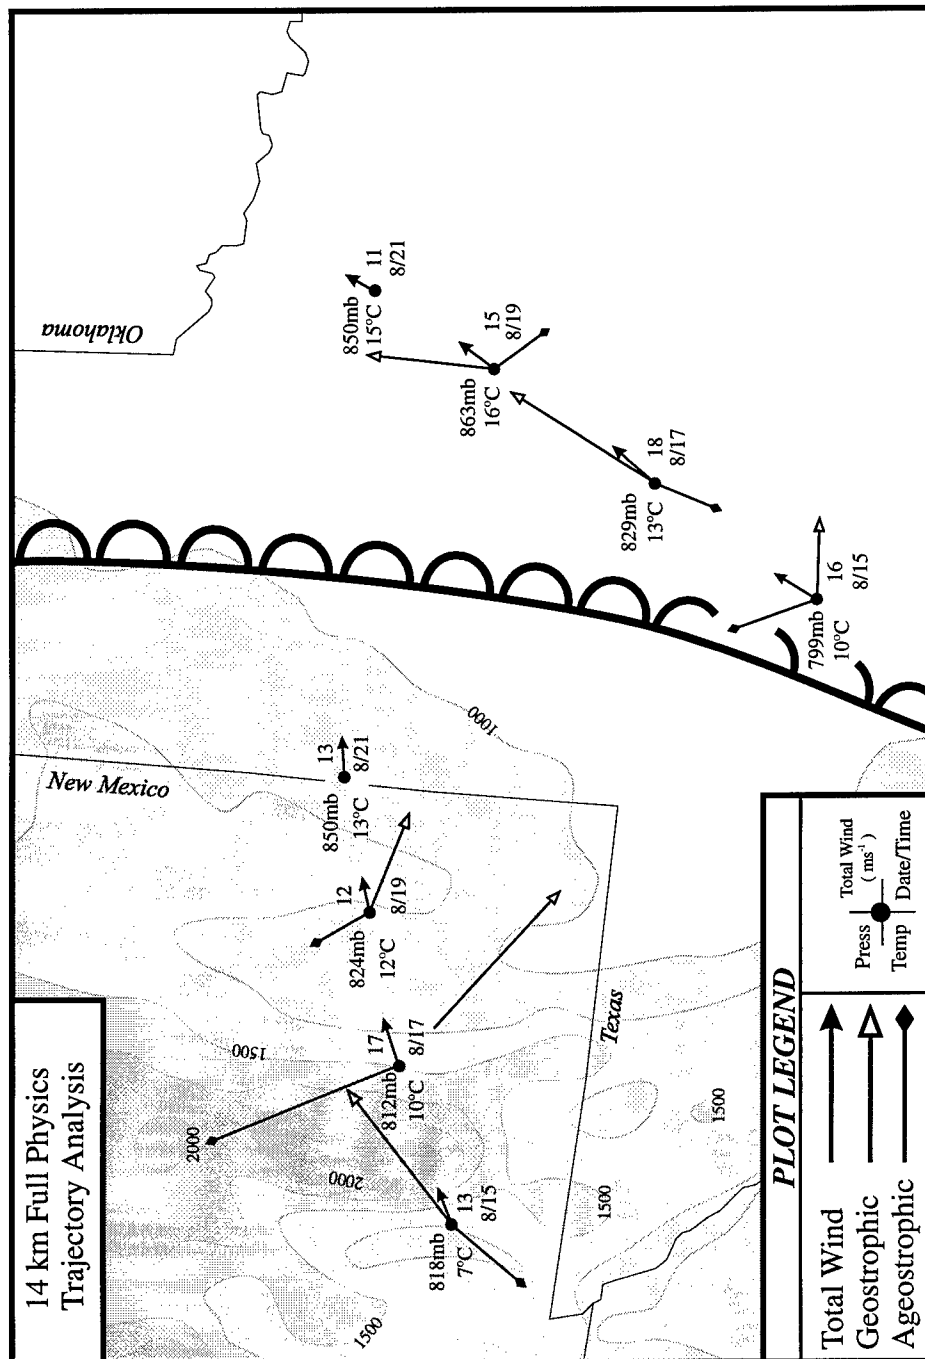 14 km Full Physics
Trajectory Analysis
Oklahoma
New Mexico
Texas
2000
1500
2000
1500
1500
1500
1000
818mb
13
7°C
8/15
812mb
17
10°C
8/17
824mb
12
12°C
8/19
850mb
13
13°C
8/21
799mb
16
10°C
8/15
829mb
18
13°C
8/17
863mb
15
16°C
8/19
850mb
11
15°C
8/21
PLOT LEGEND
Total Wind
Geostrophic
Ageostrophic
Press
Total Wind
( ms⁻¹ )
Temp
Date/Time